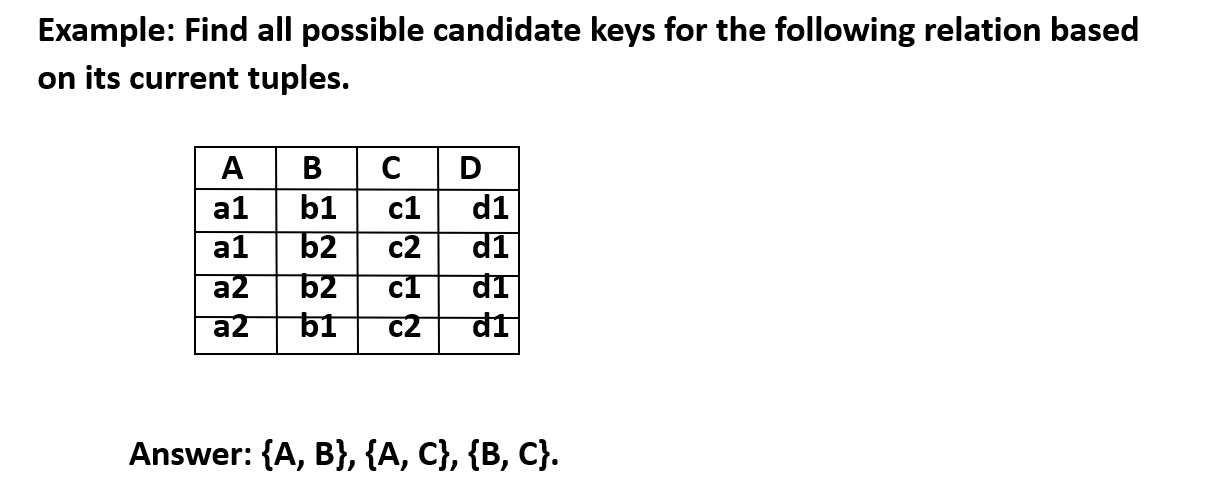 Example: Find all possible candidate keys for the following relation based
on its current tuples.
A B C D
a1 b1 c1 d1
a1 b2 c2 d1
a2 b2 c1 d1
a2 b1 c2 d1
Answer: {A, B}, {A, C}, {B, C}.